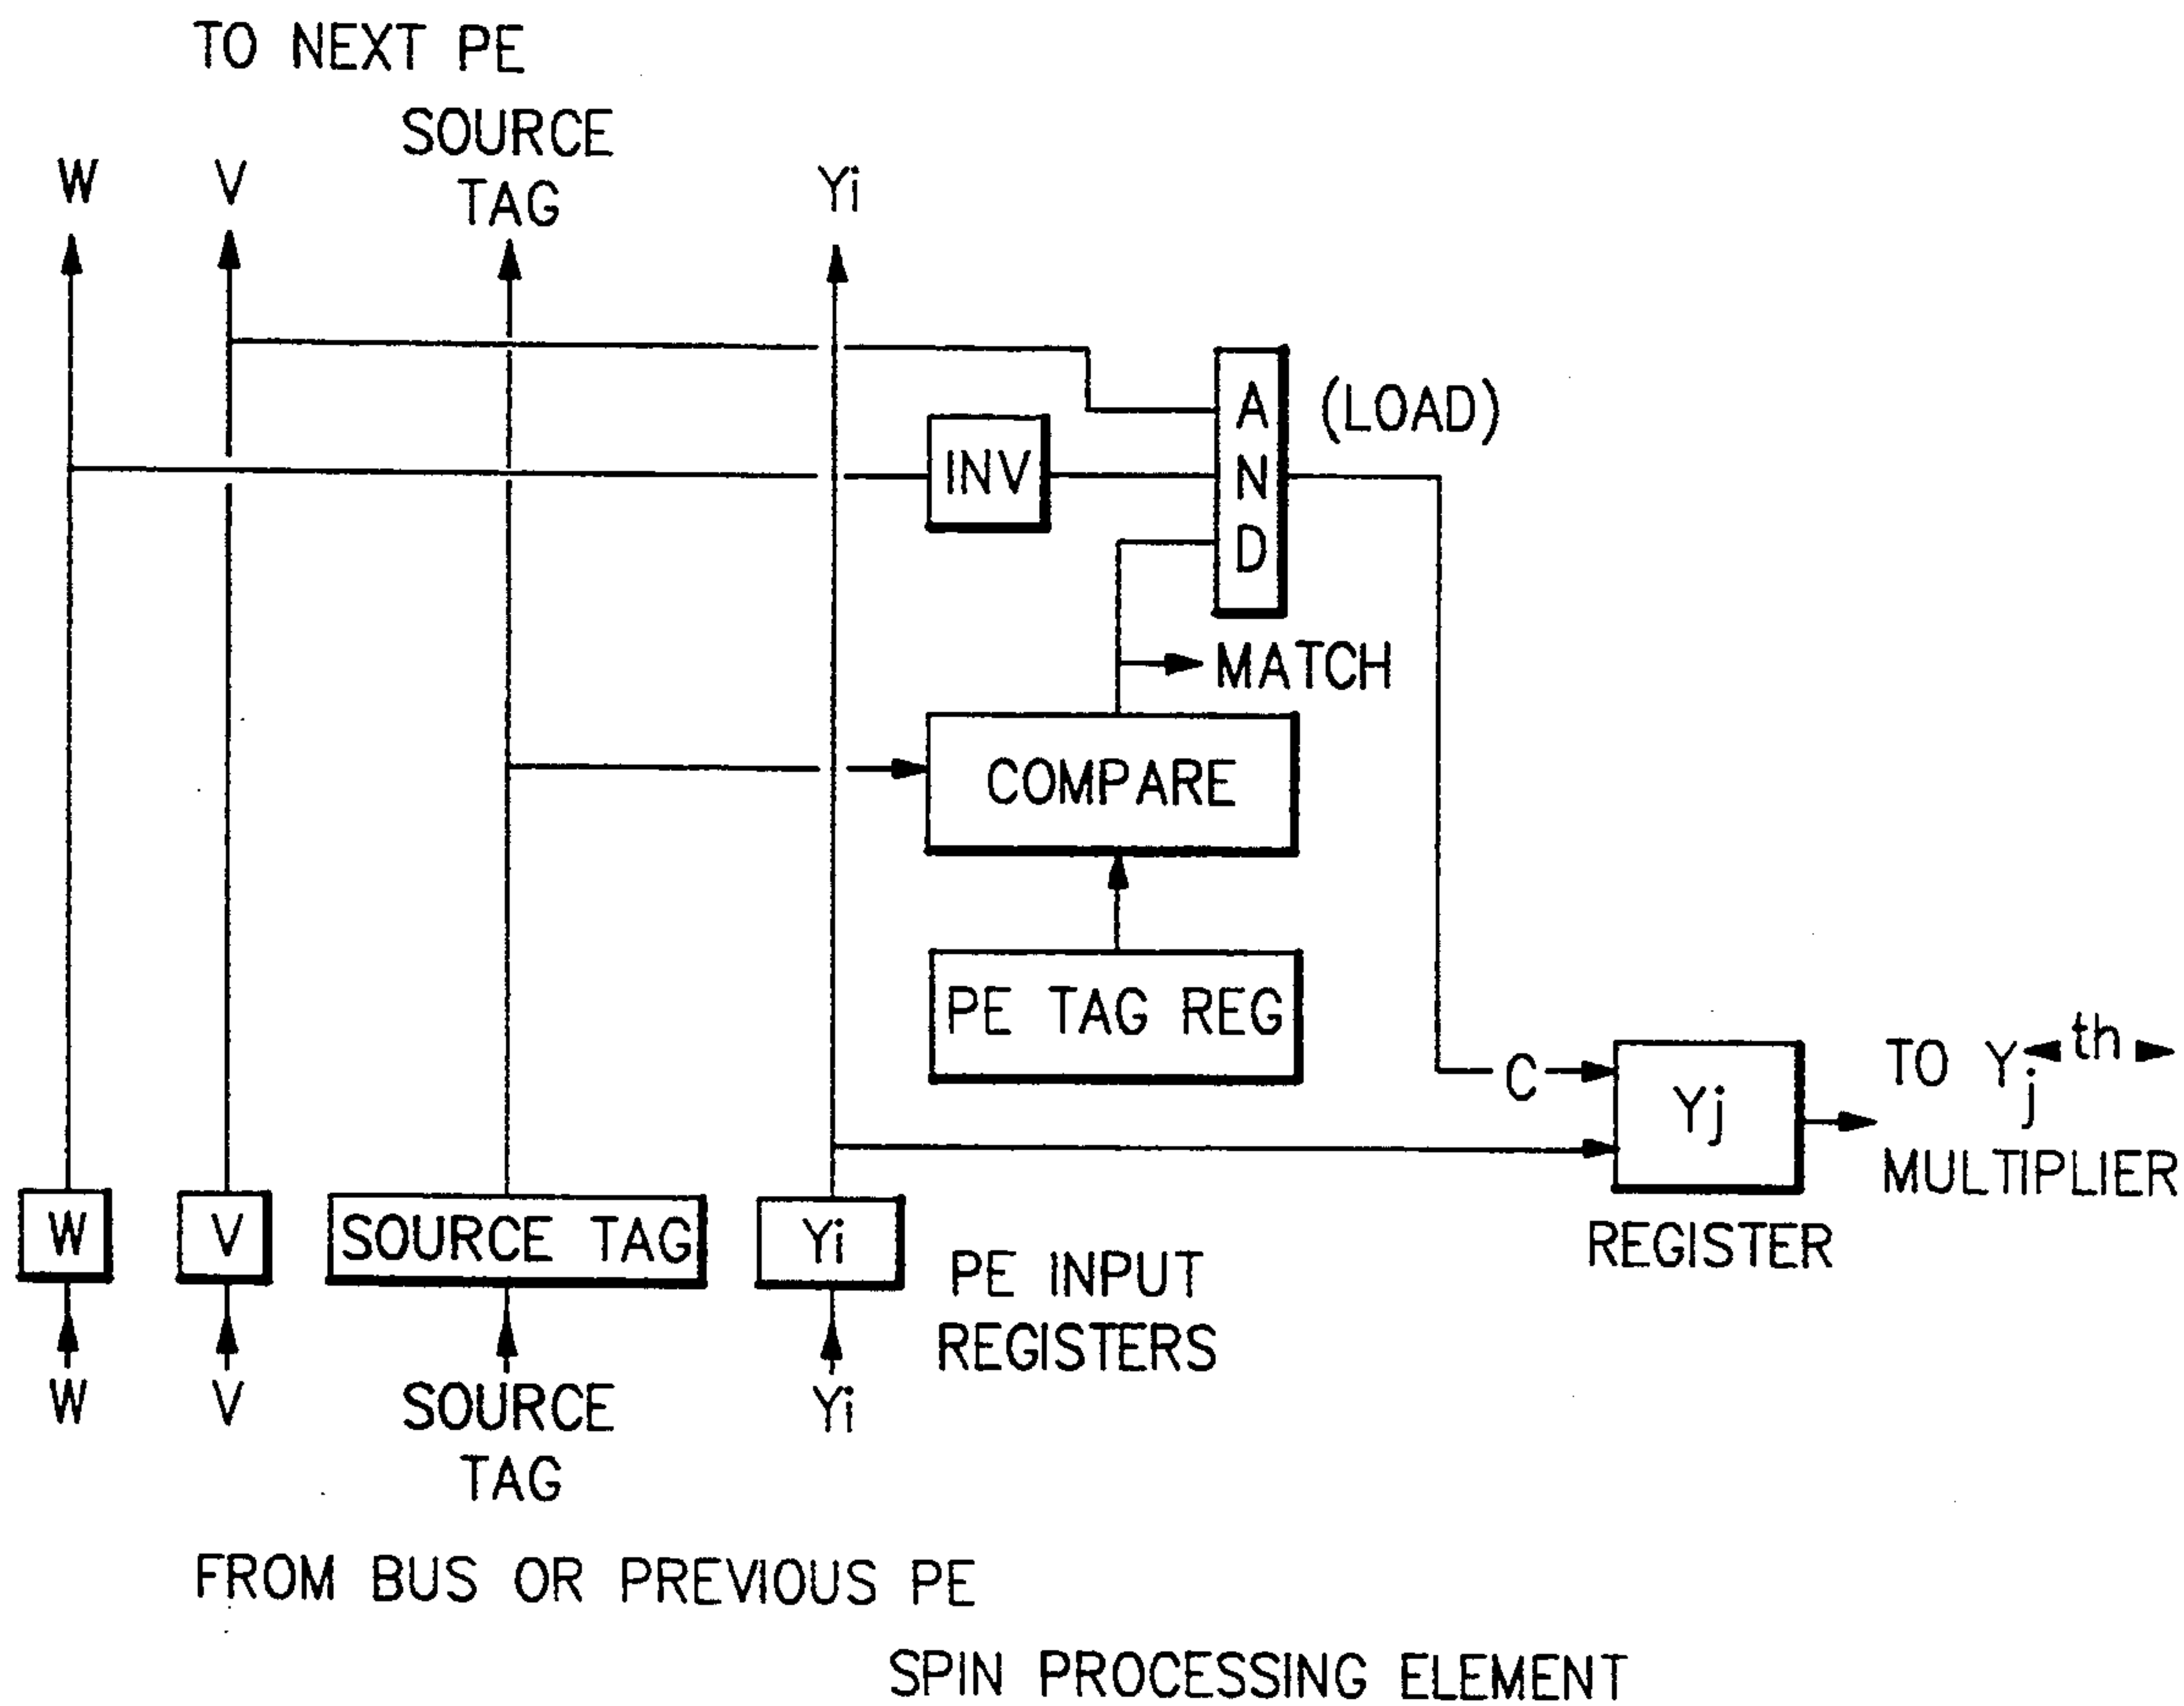 TO NEXT PE
W
V
SOURCE
TAG
Yi
AND
(LOAD)
INV
MATCH
COMPARE
PE TAG REG
C
Yj
TO Yj th
MULTIPLIER
REGISTER
W
V
SOURCE TAG
Yi
PE INPUT
REGISTERS
W
V
SOURCE
TAG
Yi
FROM BUS OR PREVIOUS PE
SPIN PROCESSING ELEMENT